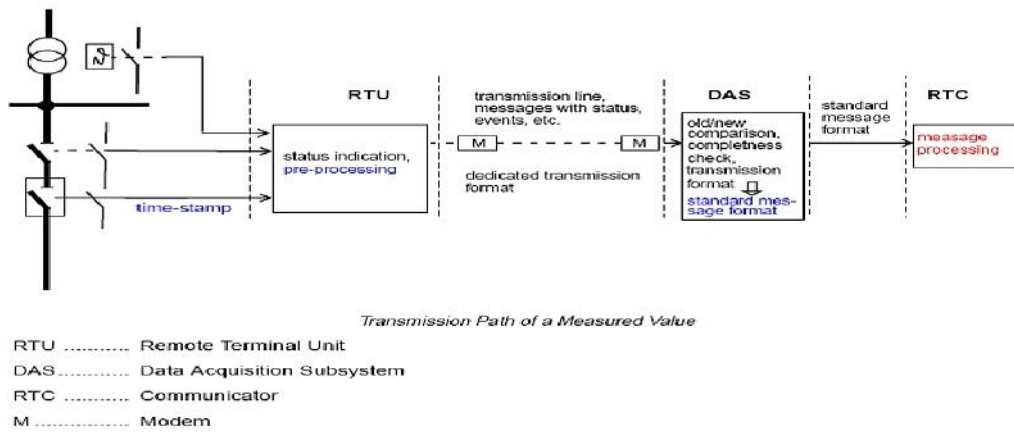 ϑ
RTU
transmission line,
messages with status,
events, etc.
DAS
standard
message
format
RTC
status indication,
pre-processing
M
M
dedicated transmission
format
old/new
comparison,
completness
check,
transmission
format
standard mes-
sage format
measage
processing
time-stamp
Transmission Path of a Measured Value
RTU ............ Remote Terminal Unit
DAS ............ Data Acquisition Subsystem
RTC ............ Communicator
M ............ Modem